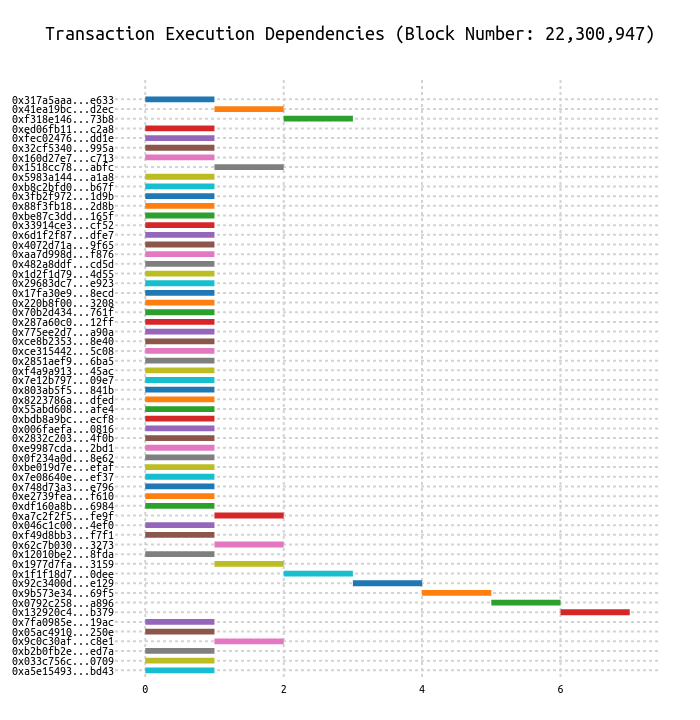 Transaction Execution Dependencies (Block Number: 22,300,947)
0x317a5aaa...e633
0x41ea19bc...d2ec
0xf318e146...73b8
0xed06fb11...c2a8
0xfec02476...dd1e
0x32cf5340...995a
0x160d27e7...c713
0x1518cc78...abfc
0x5983a144...a1a8
0xb8c2bfd0...b67f
0x3fb2f972...1d9b
0x88f3fb18...2d8b
0xbe87c3dd...165f
0x33914ce3...cf52
0x6d1f2f87...dfe7
0x4072d71a...9f65
0xaa7d998d...f876
0x482a8ddf...cd5d
0x1d2f1d79...4d55
0x29683dc7...e923
0x17fa30e9...8ecd
0x220b8f00...3208
0x70b2d434...761f
0x287a60c0...12ff
0x775ee2d7...a90a
0xce8b2353...8e40
0xce315442...5c08
0x2851aef9...6ba5
0xf4a9a913...45ac
0x7e12b797...09e7
0x803ab5f5...841b
0x8223786a...dfed
0x55abd608...afe4
0xbdb8a9bc...ecf8
0x006faefa...0816
0x2832c203...4f0b
0xe9987cda...2bd1
0x0f234a0d...8e62
0xbe019d7e...efaf
0x7e08640e...ef37
0x748d73a3...e796
0xe2739fea...f610
0xdf160a8b...6984
0xa7c2f2f5...fe9f
0x046c1c00...4ef0
0xf49d8bb3...f7f1
0x62c7b030...3273
0x12010be2...8fda
0x1977d7fa...3159
0x1f1f18d7...0dee
0x92c3400d...e129
0x9b573e34...69f5
0x0792c258...a896
0x132920c4...b379
0x7fa0985e...19ac
0x05ac4910...250e
0x9c0c30af...c8e1
0xb2b0fb2e...ed7a
0x033c756c...0709
0xa5e15493...bd43
0 2 4 6